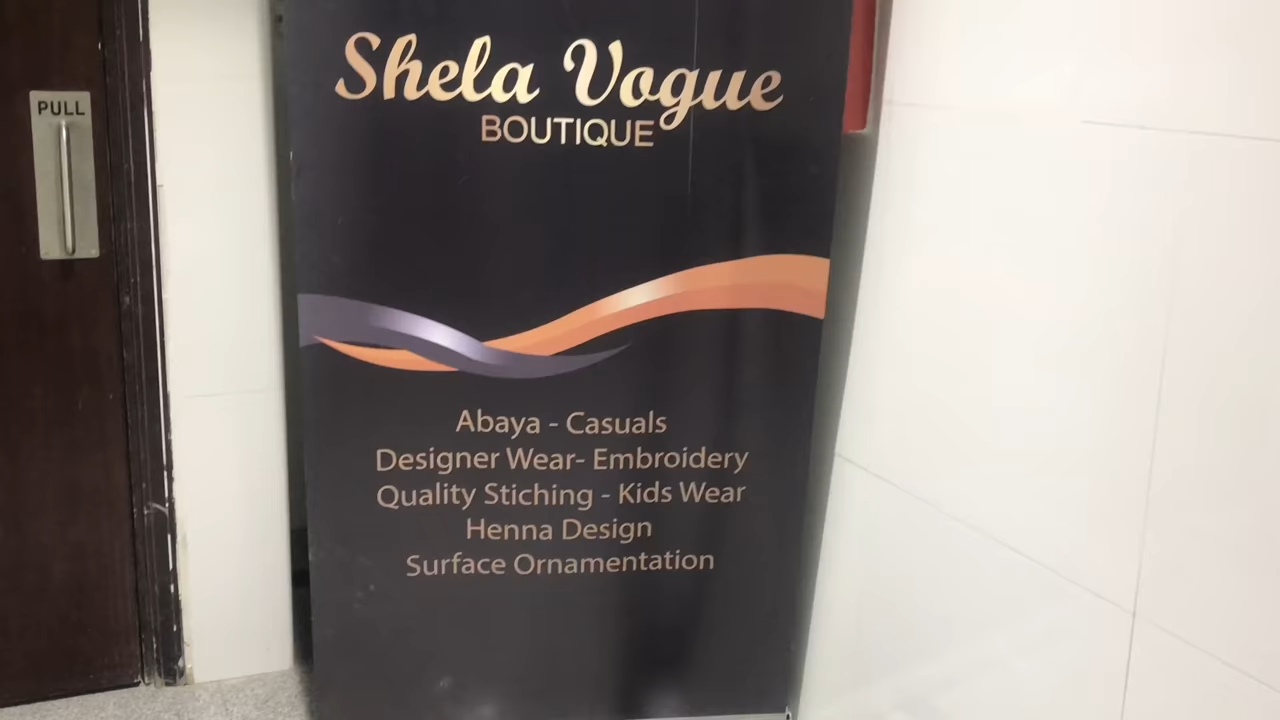 PULL
Shela Vogue
BOUTIQUE
Abaya - Casuals
Designer Wear- Embroidery
Quality Stiching - Kids Wear
Henna Design
Surface Ornamentation